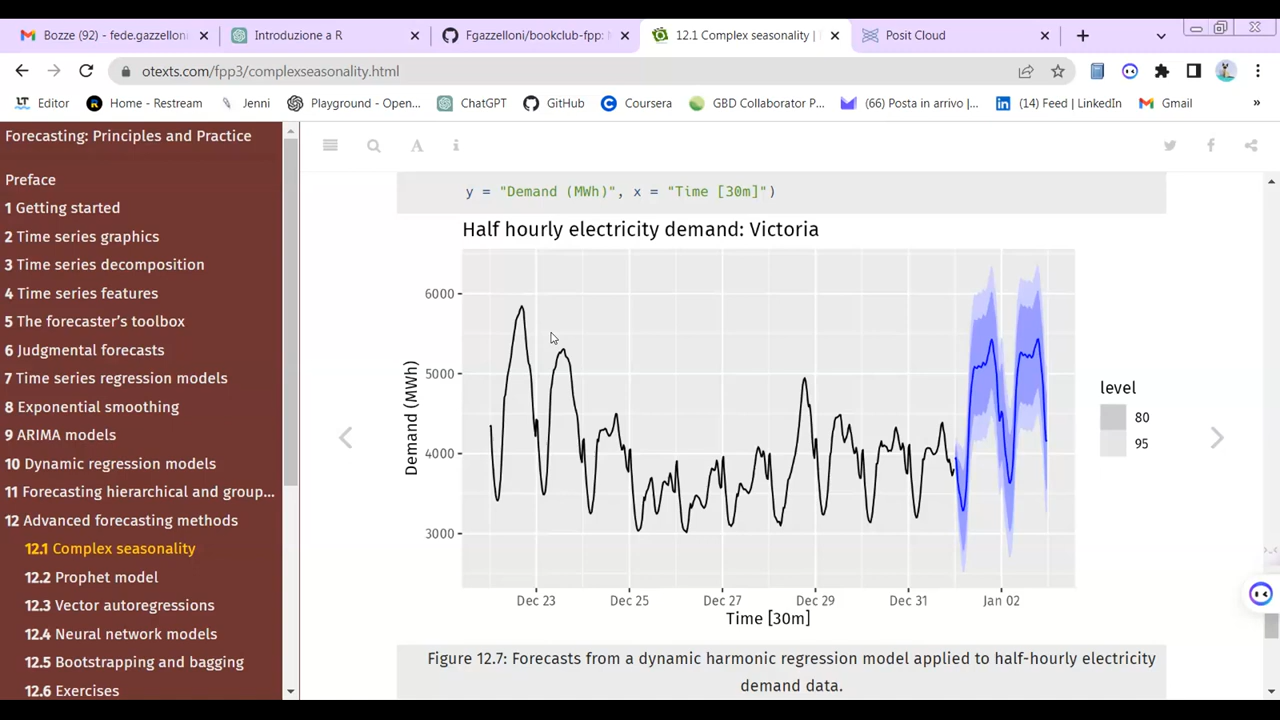 Bozze (92) - fede.gazzelloni
Introduzione a R
Fgazzelloni/bookclub-fpp:
12.1 Complex seasonality |
Posit Cloud
otexts.com/fpp3/complexseasonality.html
Editor
Home - Restream
Jenni
Playground - Open...
ChatGPT
GitHub
Coursera
GBD Collaborator P...
(66) Posta in arrivo |...
(14) Feed | LinkedIn
Gmail
»
Forecasting: Principles and Practice
Preface
1 Getting started
2 Time series graphics
3 Time series decomposition
4 Time series features
5 The forecaster's toolbox
6 Judgmental forecasts
7 Time series regression models
8 Exponential smoothing
9 ARIMA models
10 Dynamic regression models
11 Forecasting hierarchical and group...
12 Advanced forecasting methods
12.1 Complex seasonality
12.2 Prophet model
12.3 Vector autoregressions
12.4 Neural network models
12.5 Bootstrapping and bagging
12.6 Exercises
y = "Demand (MWh)", x = "Time [30m]")
Half hourly electricity demand: Victoria
Demand (MWh)
6000
5000
4000
3000
Dec 23
Dec 25
Dec 27
Dec 29
Dec 31
Jan 02
Time [30m]
level
80
95
Figure 12.7: Forecasts from a dynamic harmonic regression model applied to half-hourly electricity
demand data.